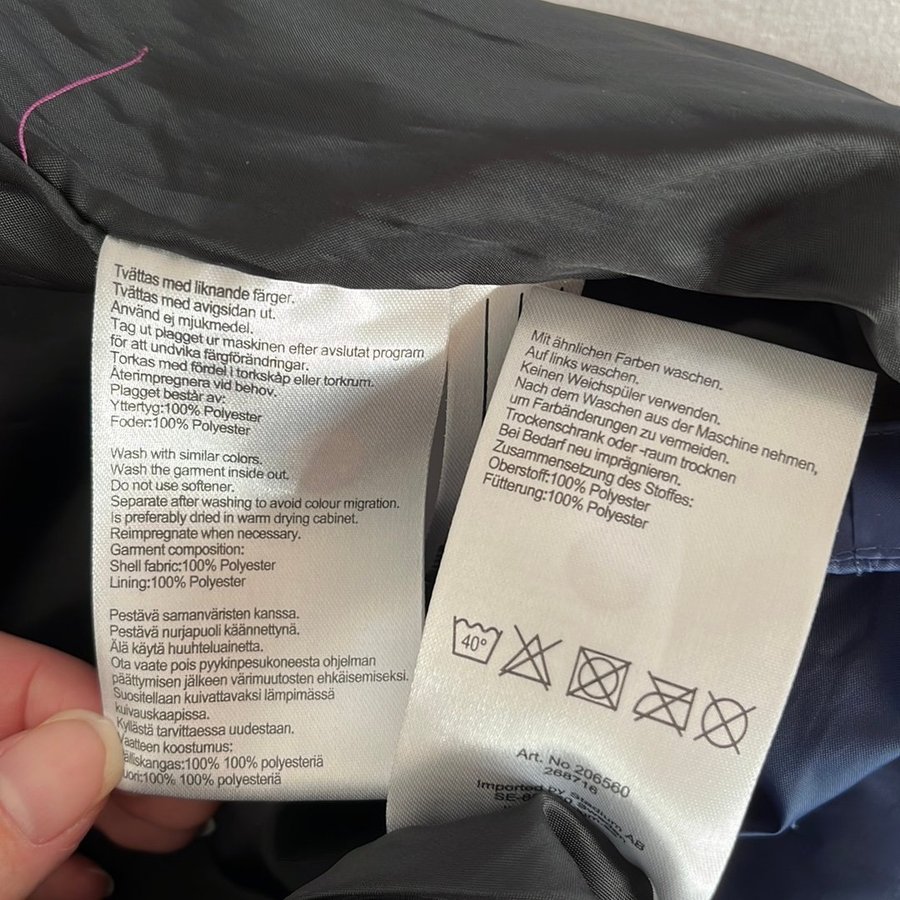 Tvättas med liknande färger.
Tvättas med avigsidan ut.
Använd ej mjukmedel.
Tag ut plagget ur maskinen efter avslutat program
för att undvika färgförändringar.
Torkas med fördel i torkskåp eller torkrum.
Återimpregnera vid behov.
Plagget består av:
Yttertyg:100% Polyester
Foder:100% Polyester
Wash with similar colors.
Wash the garment inside out.
Do not use softener.
Separate after washing to avoid colour migration.
Is preferably dried in warm drying cabinet.
Reimpregnate when necessary.
Garment composition:
Shell fabric:100% Polyester
Lining:100% Polyester
Pestävä samanväristen kanssa.
Pestävä nurjapuoli käännettynä.
Älä käytä huuhteluainetta.
Ota vaate pois pyykinpesukoneesta ohjelman
päättymisen jälkeen värimuutosten ehkäisemiseksi.
Suositellaan kuivattavaksi lämpimässä
kuivauskaapissa.
Kyllästä tarvittaessa uudestaan.
Vaatteen koostumus:
100% 100% polyesteriä
100% 100% polyesteriä
Mit ähnlichen Farben waschen.
Auf links waschen.
Keinen Weichspüler verwenden.
Nach dem Waschen aus der Maschine nehmen,
um Farbänderungen zu vermeiden.
Trockenschrank oder -raum trocknen
Bei Bedarf neu imprägnieren.
Zusammensetzung des Stoffes:
Oberstoff:100% Polyester
Fütterung:100% Polyester
40°
Art. No 206560
268716
Imported by Stadium AB